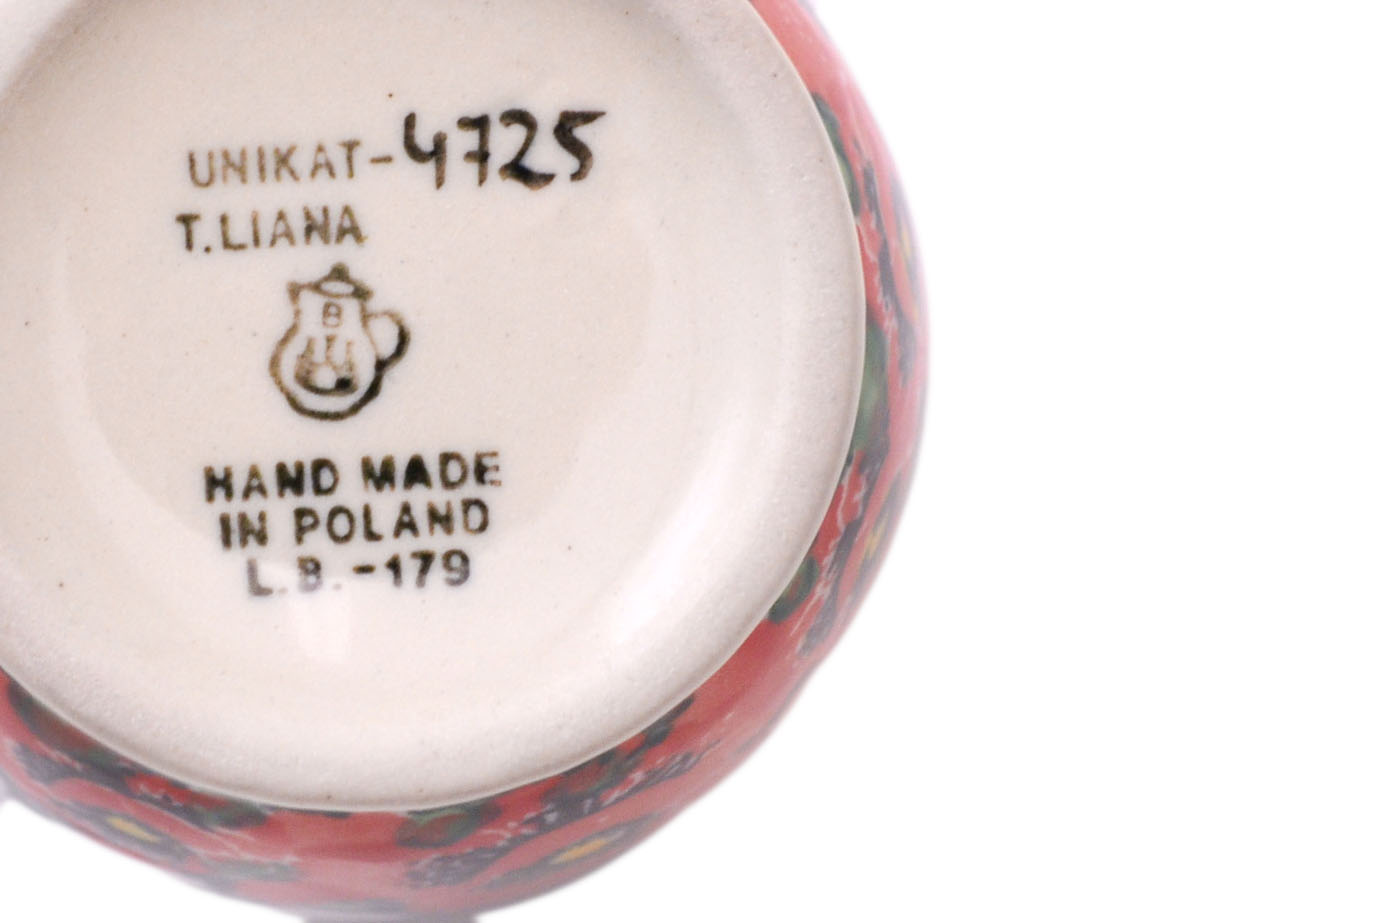 UNIKAT-4725
T.LIANA
B
HAND MADE
IN POLAND
L.B.-179